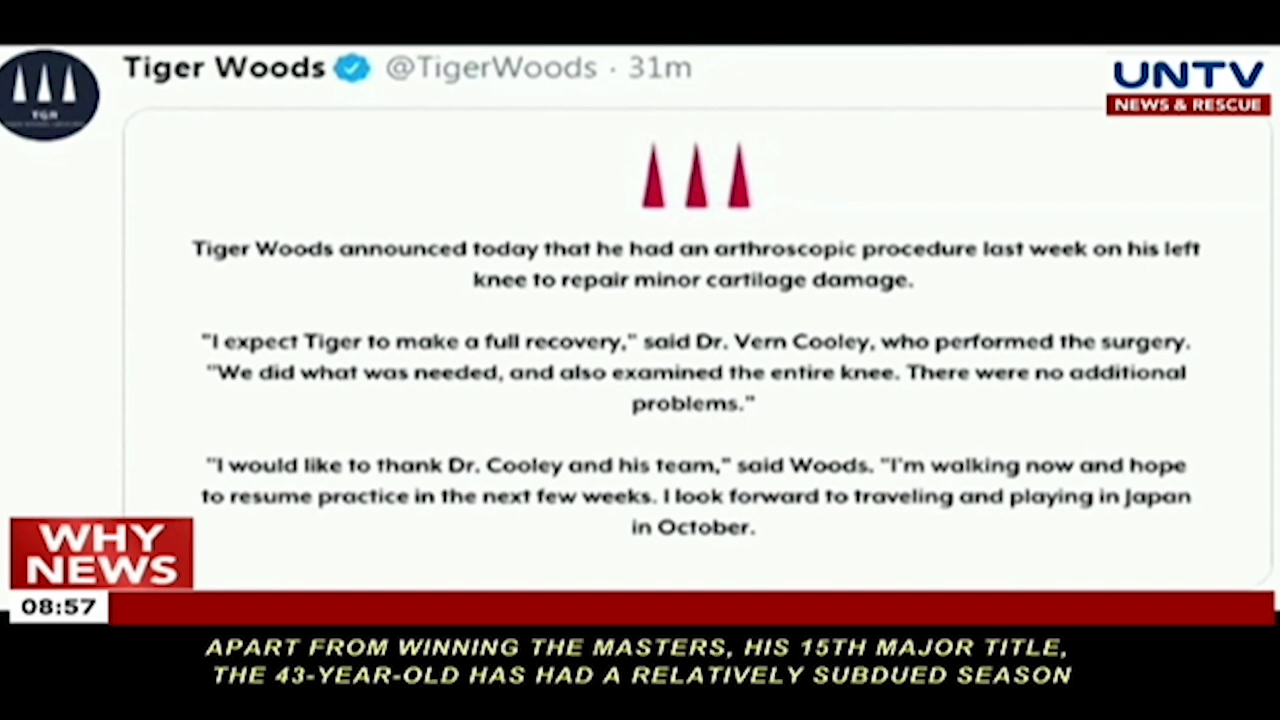 Tiger Woods @TigerWoods · 31m
TGR
UNTV
NEWS & RESCUE
Tiger Woods announced today that he had an arthroscopic procedure last week on his left
knee to repair minor cartilage damage.
"I expect Tiger to make a full recovery," said Dr. Vern Cooley, who performed the surgery.
"We did what was needed, and also examined the entire knee. There were no additional
problems."
"I would like to thank Dr. Cooley and his team," said Woods. "I'm walking now and hope
to resume practice in the next few weeks. I look forward to traveling and playing in Japan
in October.
WHY
NEWS
08:57
APART FROM WINNING THE MASTERS, HIS 15TH MAJOR TITLE,
THE 43-YEAR-OLD HAS HAD A RELATIVELY SUBDUED SEASON